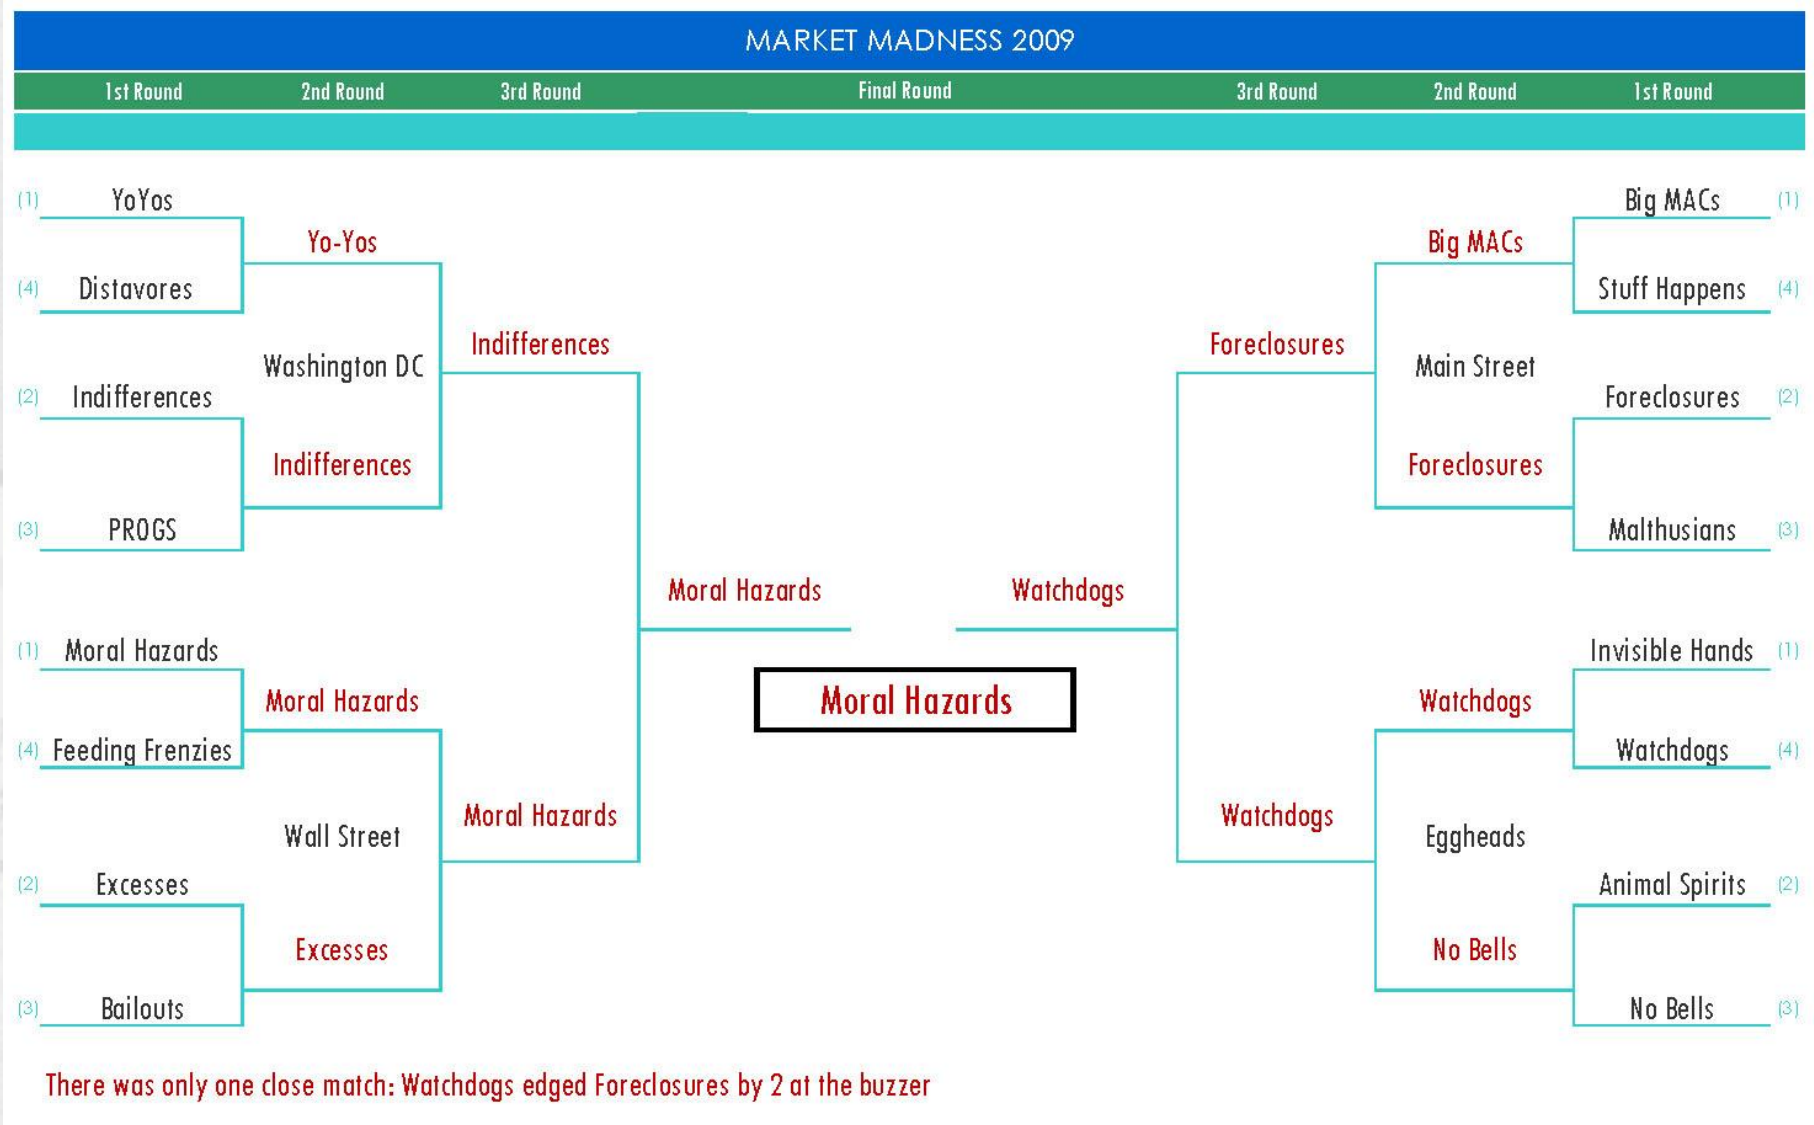 MARKET MADNESS 2009
1st Round 2nd Round 3rd Round Final Round 3rd Round 2nd Round 1st Round
(1) YoYos
Yo-Yos
(4) Distavores
Washington DC
Indifferences
(2) Indifferences
Indifferences
(3) PROGS
Moral Hazards
(1) Moral Hazards
Moral Hazards
(4) Feeding Frenzies
Wall Street
Moral Hazards
(2) Excesses
Excesses
(3) Bailouts
Moral Hazards
Big MACs (1)
Big MACs
Stuff Happens (4)
Main Street
Foreclosures
Foreclosures (2)
Foreclosures
Malthusians (3)
Watchdogs
Invisible Hands (1)
Watchdogs
Watchdogs (4)
Eggheads
Watchdogs
Animal Spirits (2)
No Bells
No Bells (3)
There was only one close match: Watchdogs edged Foreclosures by 2 at the buzzer